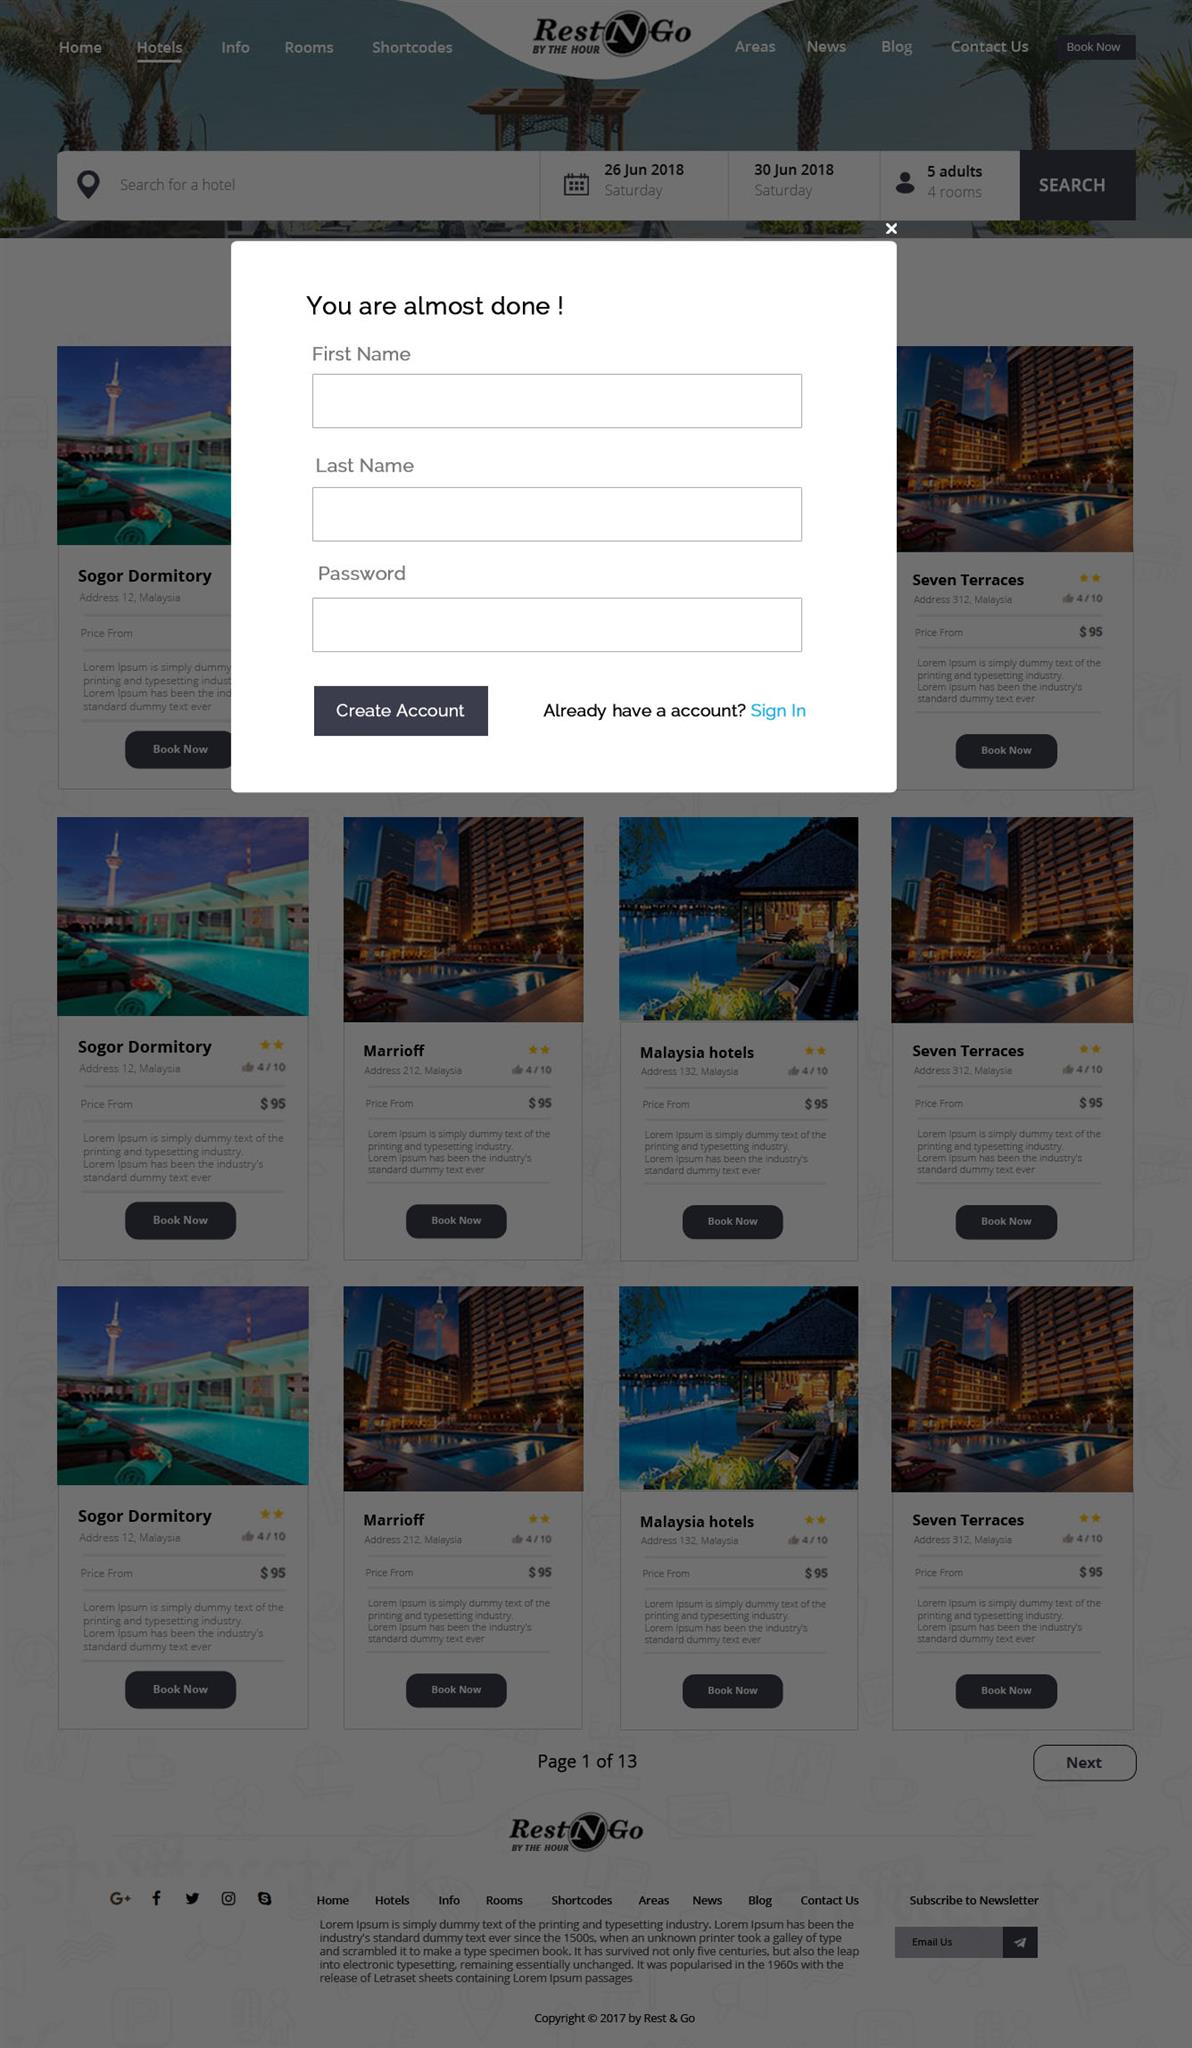 Rest N Go
BY THE HOUR
Home Hotels Info Rooms Shortcodes Areas News Blog Contact Us Book Now
Search for a hotel
26 Jun 2018
Saturday
30 Jun 2018
Saturday
5 adults
4 rooms
SEARCH
You are almost done !
First Name
Last Name
Password
Create Account
Already have a account? Sign In
Sogor Dormitory
Address 12, Malaysia
Price From
Lorem Ipsum is simply dummy
printing and typesetting indust
Lorem Ipsum has been the ind
standard dummy text ever
Book Now
Seven Terraces
Address 312, Malaysia
4 / 10
Price From
$ 95
Lorem Ipsum is simply dummy text of the
printing and typesetting industry.
Lorem Ipsum has been the industry's
standard dummy text ever
Book Now
Sogor Dormitory
Address 12, Malaysia
4 / 10
Price From
$ 95
Lorem Ipsum is simply dummy text of the
printing and typesetting industry.
Lorem Ipsum has been the industry's
standard dummy text ever
Book Now
Marrioff
Address 212, Malaysia
4 / 10
Price From
$ 95
Lorem Ipsum is simply dummy text of the
printing and typesetting industry.
Lorem Ipsum has been the industry's
standard dummy text ever
Book Now
Malaysia hotels
Address 132, Malaysia
4 / 10
Price From
$ 95
Lorem Ipsum is simply dummy text of the
printing and typesetting industry.
Lorem Ipsum has been the industry's
standard dummy text ever
Book Now
Seven Terraces
Address 312, Malaysia
4 / 10
Price From
$ 95
Lorem Ipsum is simply dummy text of the
printing and typesetting industry.
Lorem Ipsum has been the industry's
standard dummy text ever
Book Now
Sogor Dormitory
Address 12, Malaysia
4 / 10
Price From
$ 95
Lorem Ipsum is simply dummy text of the
printing and typesetting industry.
Lorem Ipsum has been the industry's
standard dummy text ever
Book Now
Marrioff
Address 212, Malaysia
4 / 10
Price From
$ 95
Lorem Ipsum is simply dummy text of the
printing and typesetting industry.
Lorem Ipsum has been the industry's
standard dummy text ever
Book Now
Malaysia hotels
Address 132, Malaysia
4 / 10
Price From
$ 95
Lorem Ipsum is simply dummy text of the
printing and typesetting industry.
Lorem Ipsum has been the industry's
standard dummy text ever
Book Now
Seven Terraces
Address 312, Malaysia
4 / 10
Price From
$ 95
Lorem Ipsum is simply dummy text of the
printing and typesetting industry.
Lorem Ipsum has been the industry's
standard dummy text ever
Book Now
Page 1 of 13
Next
Rest N Go
BY THE HOUR
Home Hotels Info Rooms Shortcodes Areas News Blog Contact Us
Lorem Ipsum is simply dummy text of the printing and typesetting industry. Lorem Ipsum has been the
industry's standard dummy text ever since the 1500s, when an unknown printer took a galley of type
and scrambled it to make a type specimen book. It has survived not only five centuries, but also the leap
into electronic typesetting, remaining essentially unchanged. It was popularised in the 1960s with the
release of Letraset sheets containing Lorem Ipsum passages
Subscribe to Newsletter
Email Us
Copyright © 2017 by Rest & Go